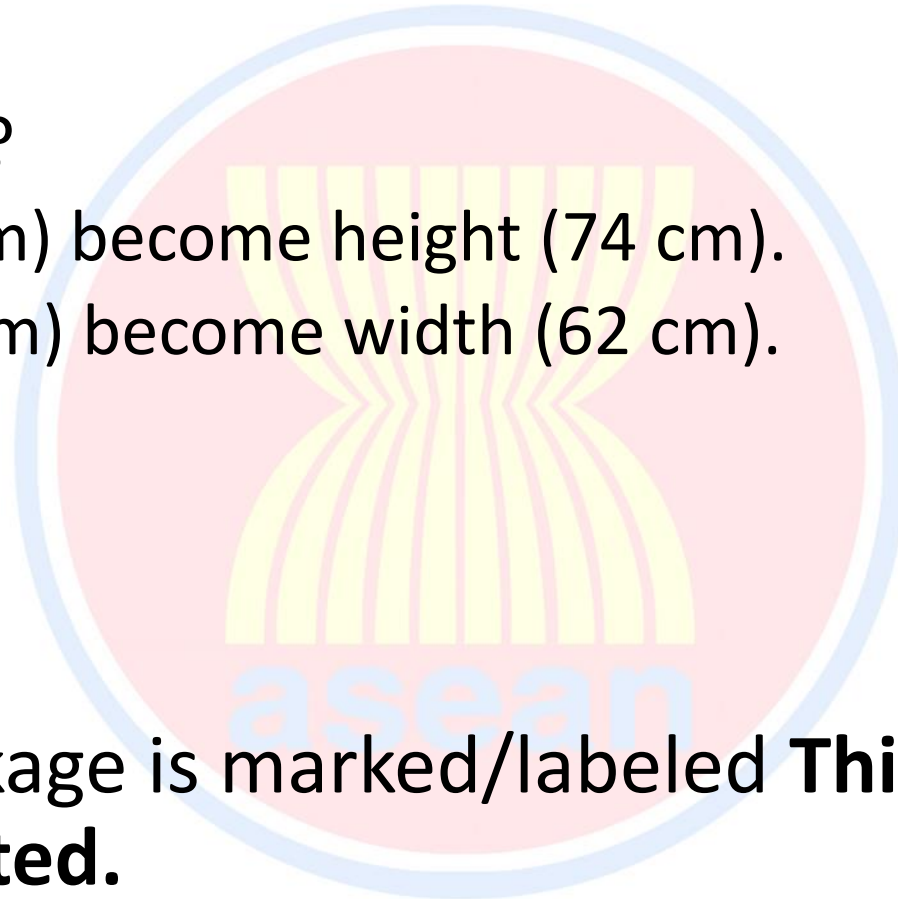 ?
m) become height (74 cm).
m) become width (62 cm).
asean
kage is marked/labeled Thi
ted.